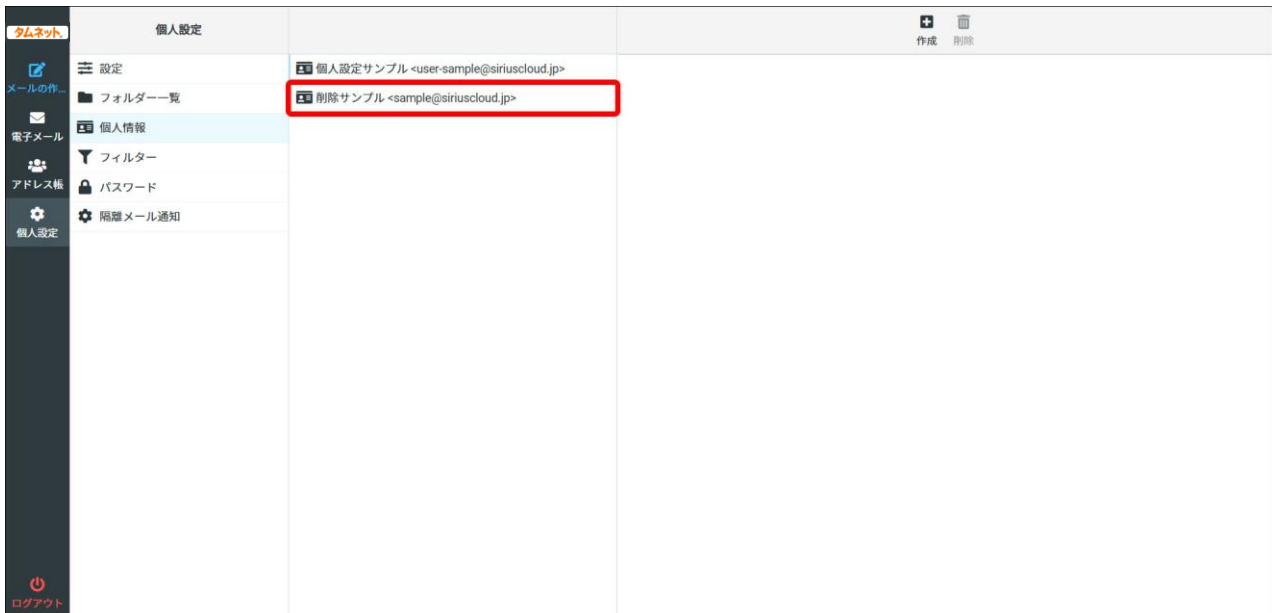 タムネット
メールの作...
電子メール
アドレス帳
個人設定
ログアウト
個人設定
設定
フォルダー一覧
個人情報
フィルター
パスワード
隔離メール通知
個人設定サンプル <user-sample@siriuscloud.jp>
削除サンプル <sample@siriuscloud.jp>
作成
削除